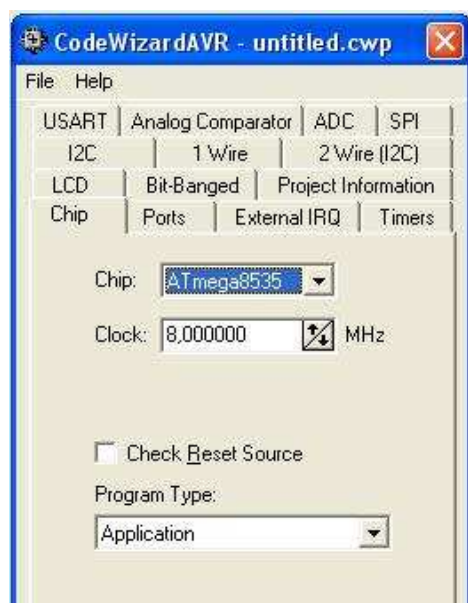 CodeWizardAVR - untitled.cwp
File Help
USART Analog Comparator ADC SPI
I2C 1 Wire 2 Wire (I2C)
LCD Bit-Banged Project Information
Chip Ports External IRQ Timers
Chip: ATmega8535
Clock: 8,000000 MHz
Check Reset Source
Program Type:
Application